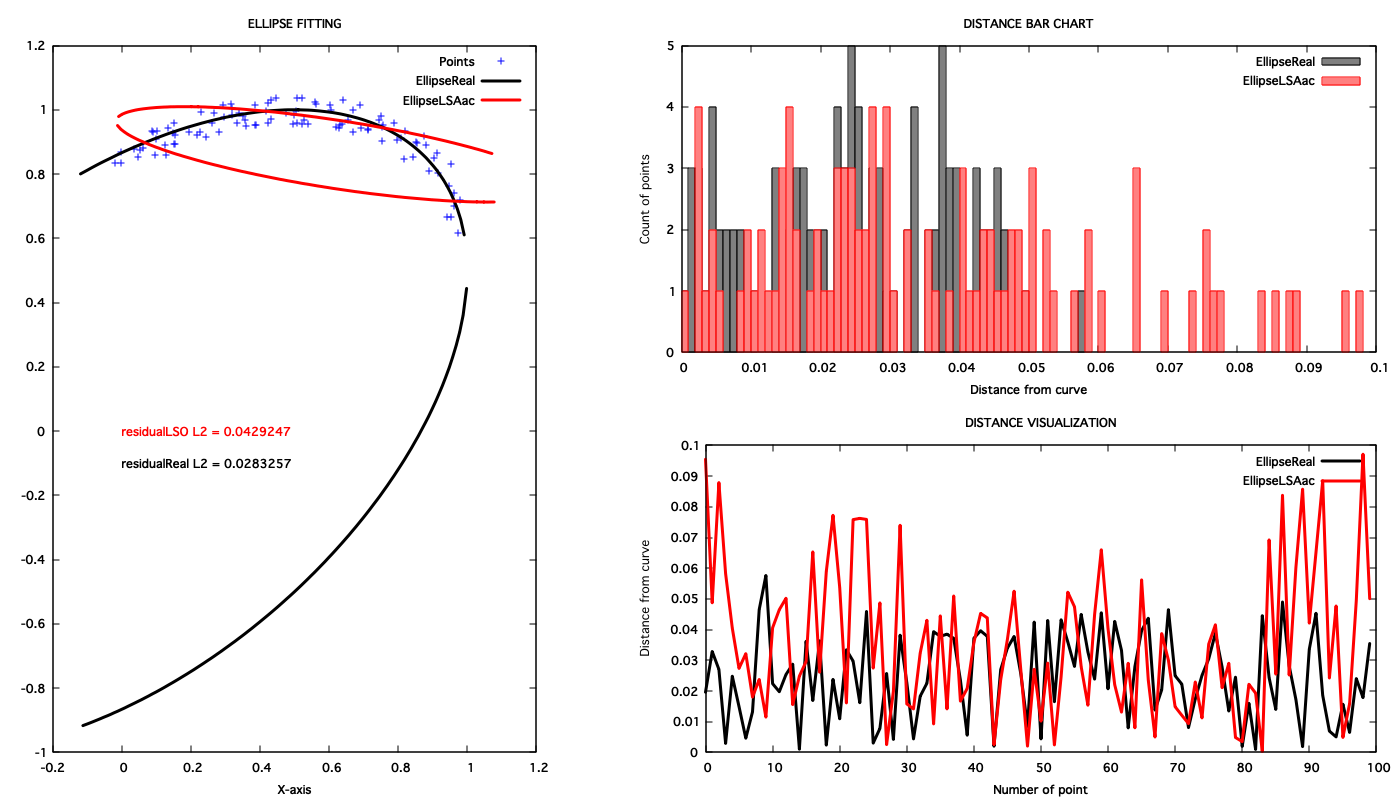 ELLIPSE FITTING
Points
EllipseReal
EllipseLSAac
1.2
1
0.8
0.6
0.4
0.2
0
-0.2
-0.4
-0.6
-0.8
-1
residualLSO L2 = 0.0429247
residualReal L2 = 0.0283257
-0.2 0 0.2 0.4 0.6 0.8 1 1.2
X-axis
DISTANCE BAR CHART
EllipseReal
EllipseLSAac
5
4
3
2
1
0
Count of points
0 0.01 0.02 0.03 0.04 0.05 0.06 0.07 0.08 0.09 0.1
Distance from curve
DISTANCE VISUALIZATION
EllipseReal
EllipseLSAac
0.1
0.09
0.08
0.07
0.06
0.05
0.04
0.03
0.02
0.01
0
Distance from curve
0 10 20 30 40 50 60 70 80 90 100
Number of point